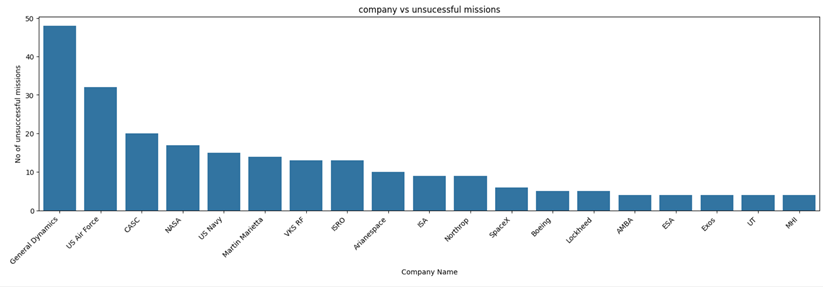 company vs unsucessful missions
No of unsuccessful missions
50
40
30
20
10
0
General Dynamics
US Air Force
CASC
NASA
US Navy
Martin Marietta
VKS RF
ISRO
Arianespace
ISA
Northrop
SpaceX
Boeing
Lockheed
AMBA
ESA
Exos
UT
MHI
Company Name